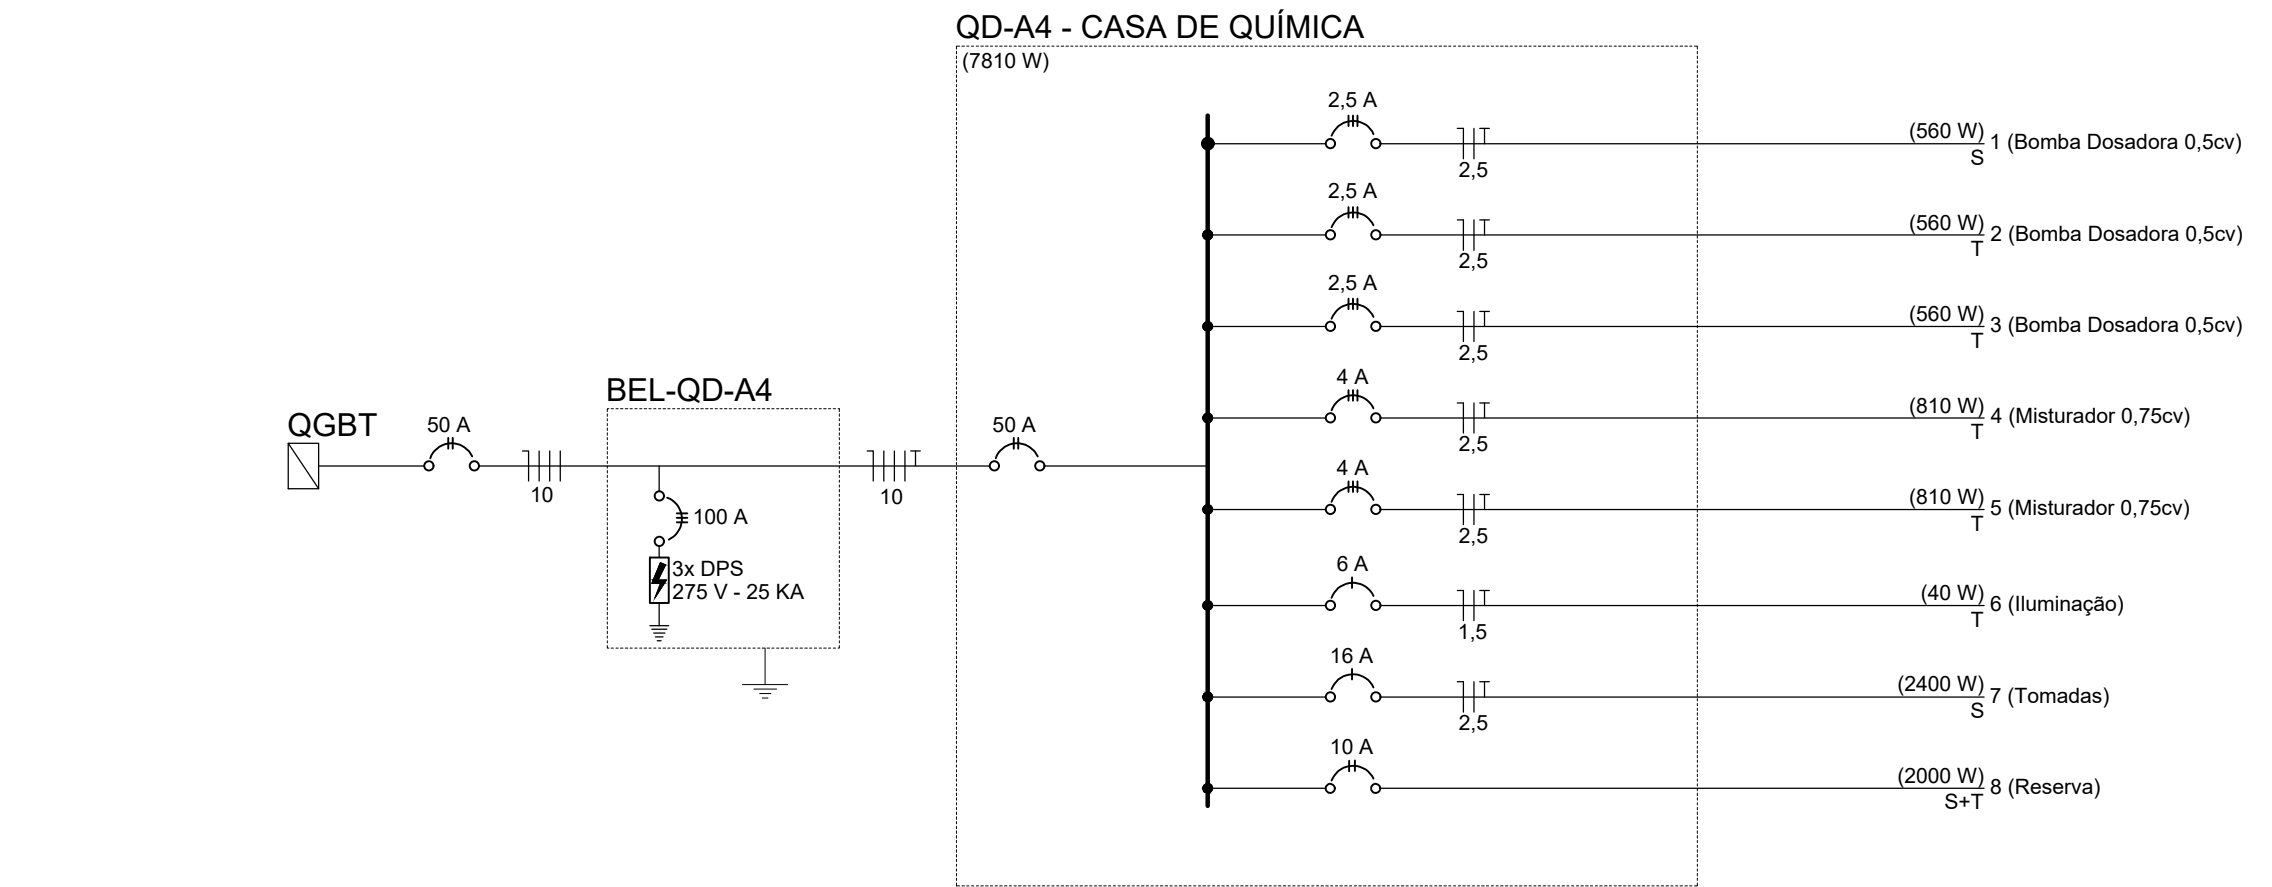 QD-A4 - CASA DE QUÍMICA
(7810 W)
2,5 A
2,5
(560 W)
S
1 (Bomba Dosadora 0,5cv)
2,5 A
2,5
(560 W)
T
2 (Bomba Dosadora 0,5cv)
2,5 A
2,5
(560 W)
T
3 (Bomba Dosadora 0,5cv)
4 A
2,5
(810 W)
T
4 (Misturador 0,75cv)
4 A
2,5
(810 W)
T
5 (Misturador 0,75cv)
6 A
1,5
(40 W)
T
6 (Iluminação)
16 A
2,5
(2400 W)
S
7 (Tomadas)
10 A
(2000 W)
S+T
8 (Reserva)
QGBT
50 A
10
BEL-QD-A4
100 A
3x DPS
275 V - 25 KA
10
50 A